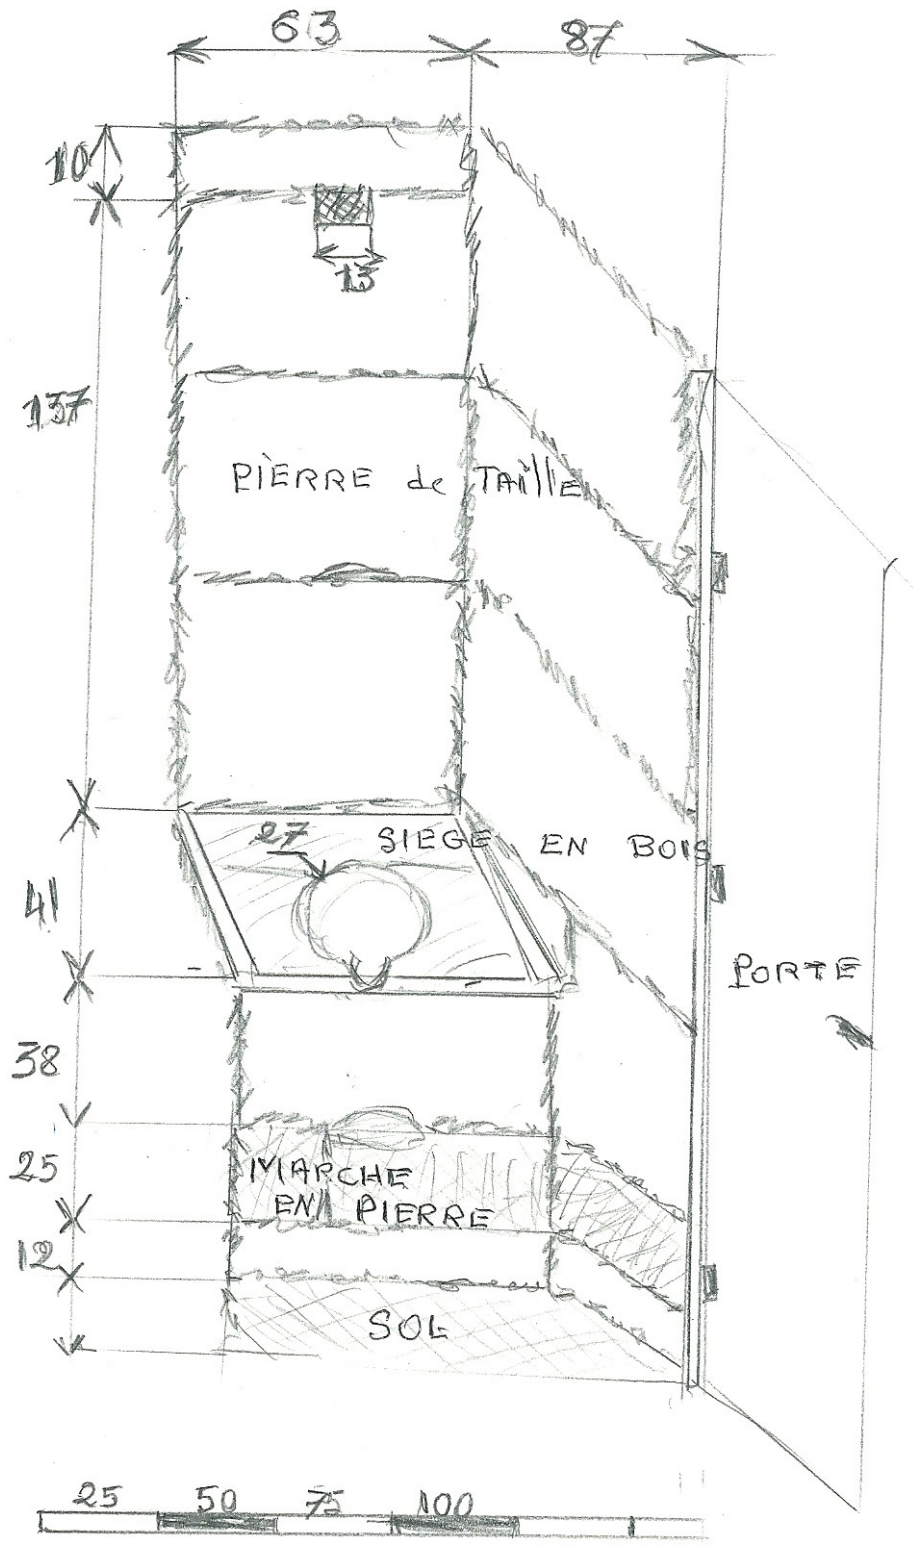 63 87
10
13
137
PIERRE de TAILLE
27
SIEGE EN BOIS
41
PORTE
38
25
MARCHE
EN PIERRE
12
SOL
25 50 75 100